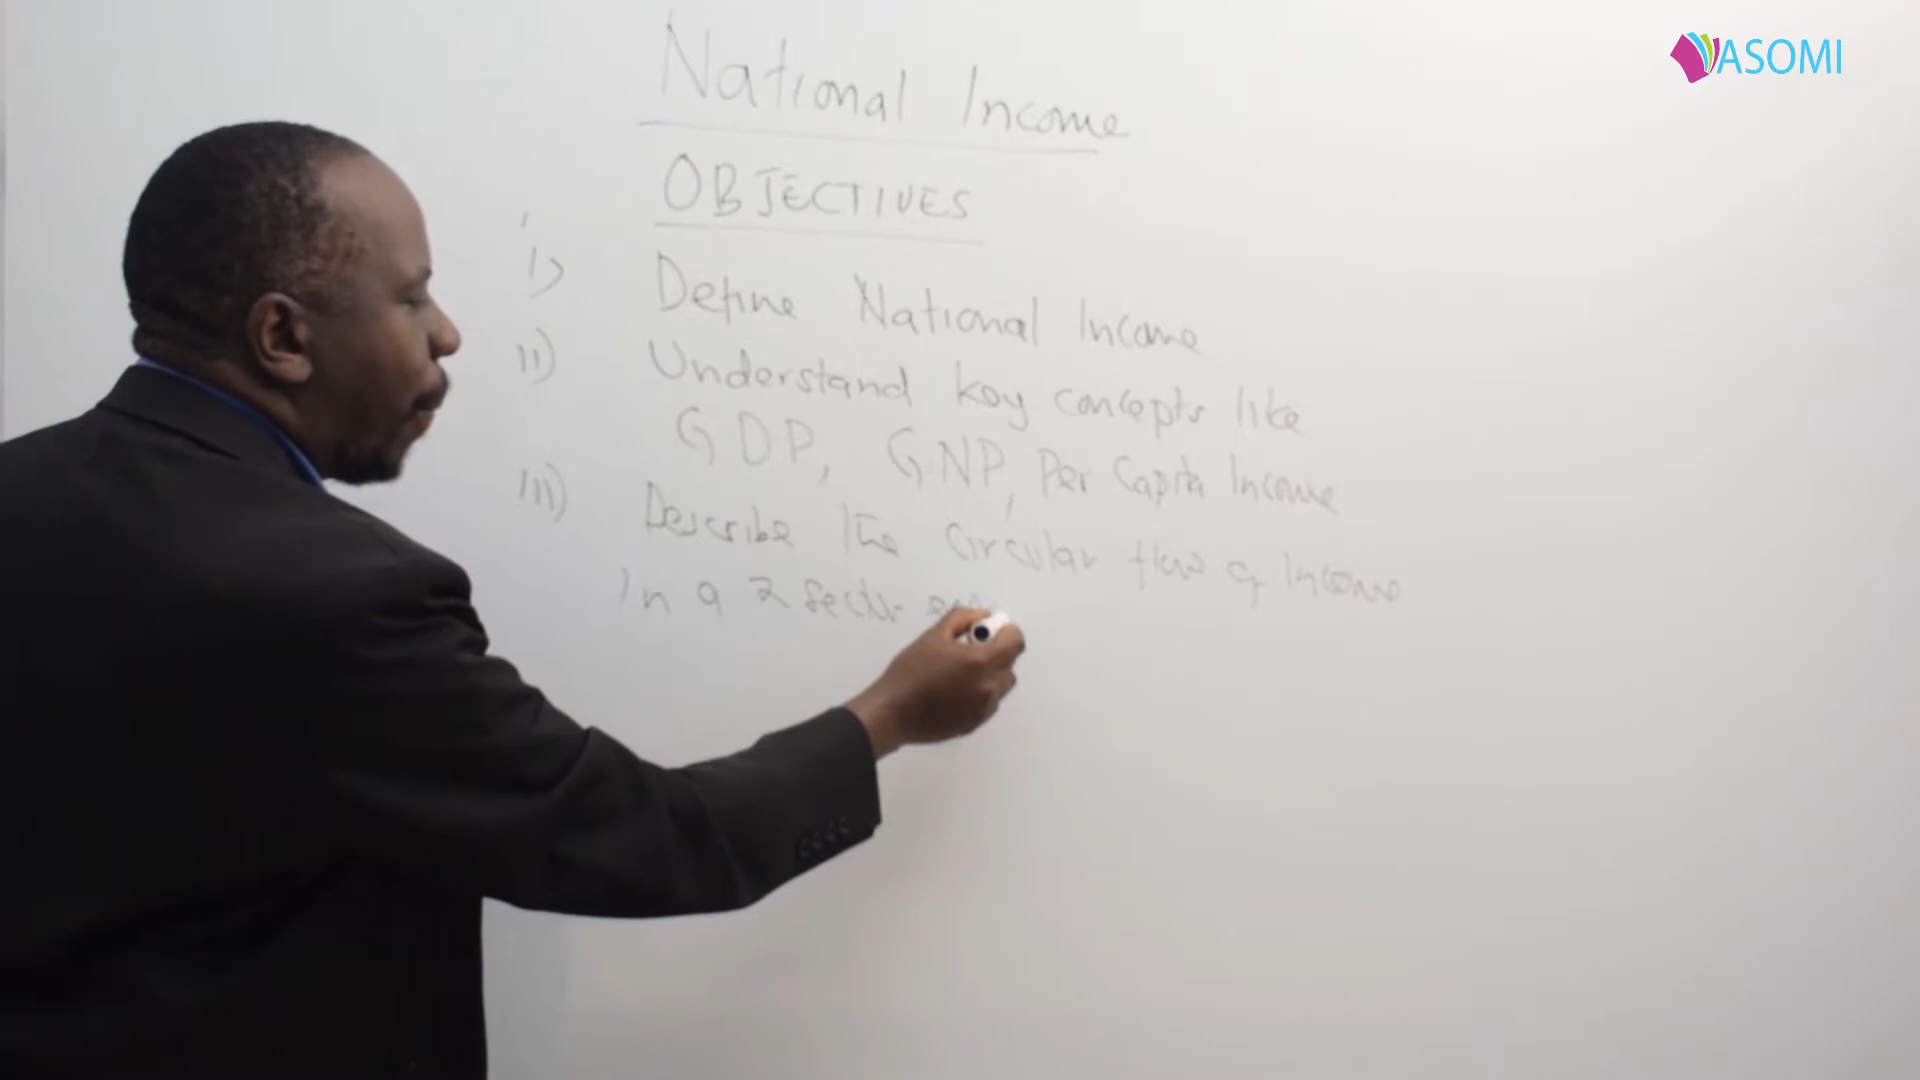 ASOMI
National Income
OBJECTIVES
i) Define National Income
ii) Understand key concepts like
GDP, GNP, Per Capita Income
iii) Describe the Circular flow of Income
in a 2 Sector